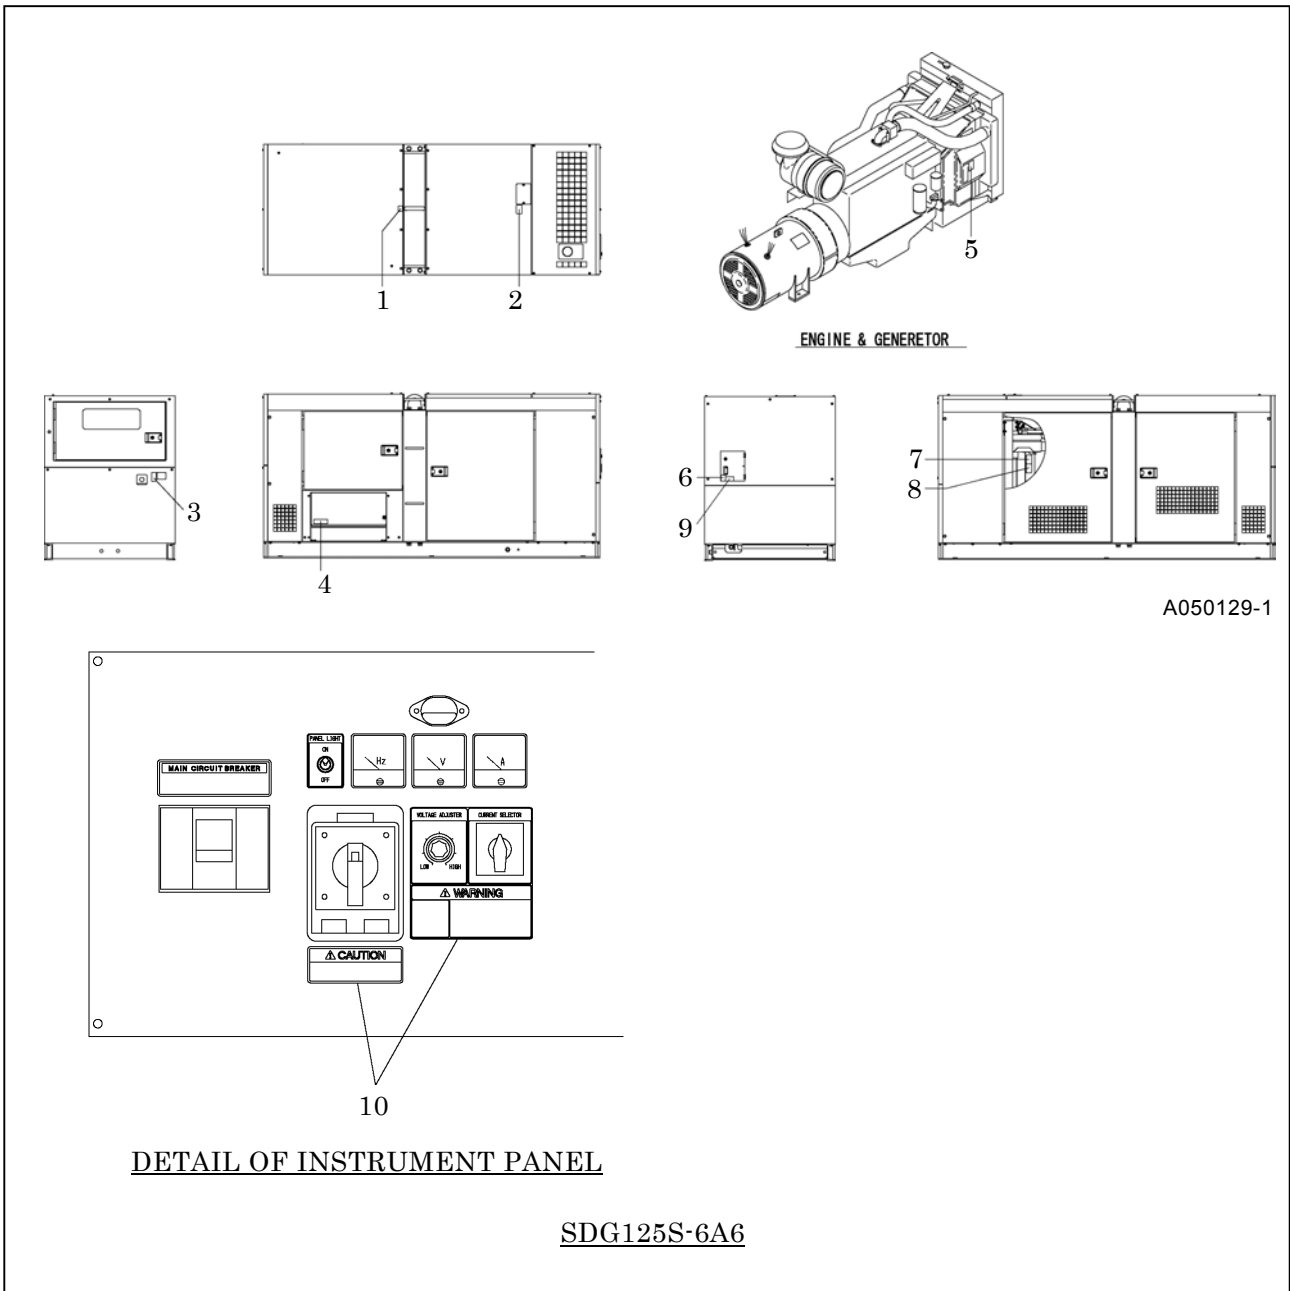 1
2
5
ENGINE & GENERETOR
3
4
6
9
7
8
A050129-1
PANEL LIGHT
ON
OFF
Hz
V
A
MAIN CIRCUIT BREAKER
VOLTAGE ADJUSTER
LOW
HIGH
CURRENT SELECTOR
⚠ WARNING
⚠ CAUTION
10
DETAIL OF INSTRUMENT PANEL
SDG125S-6A6